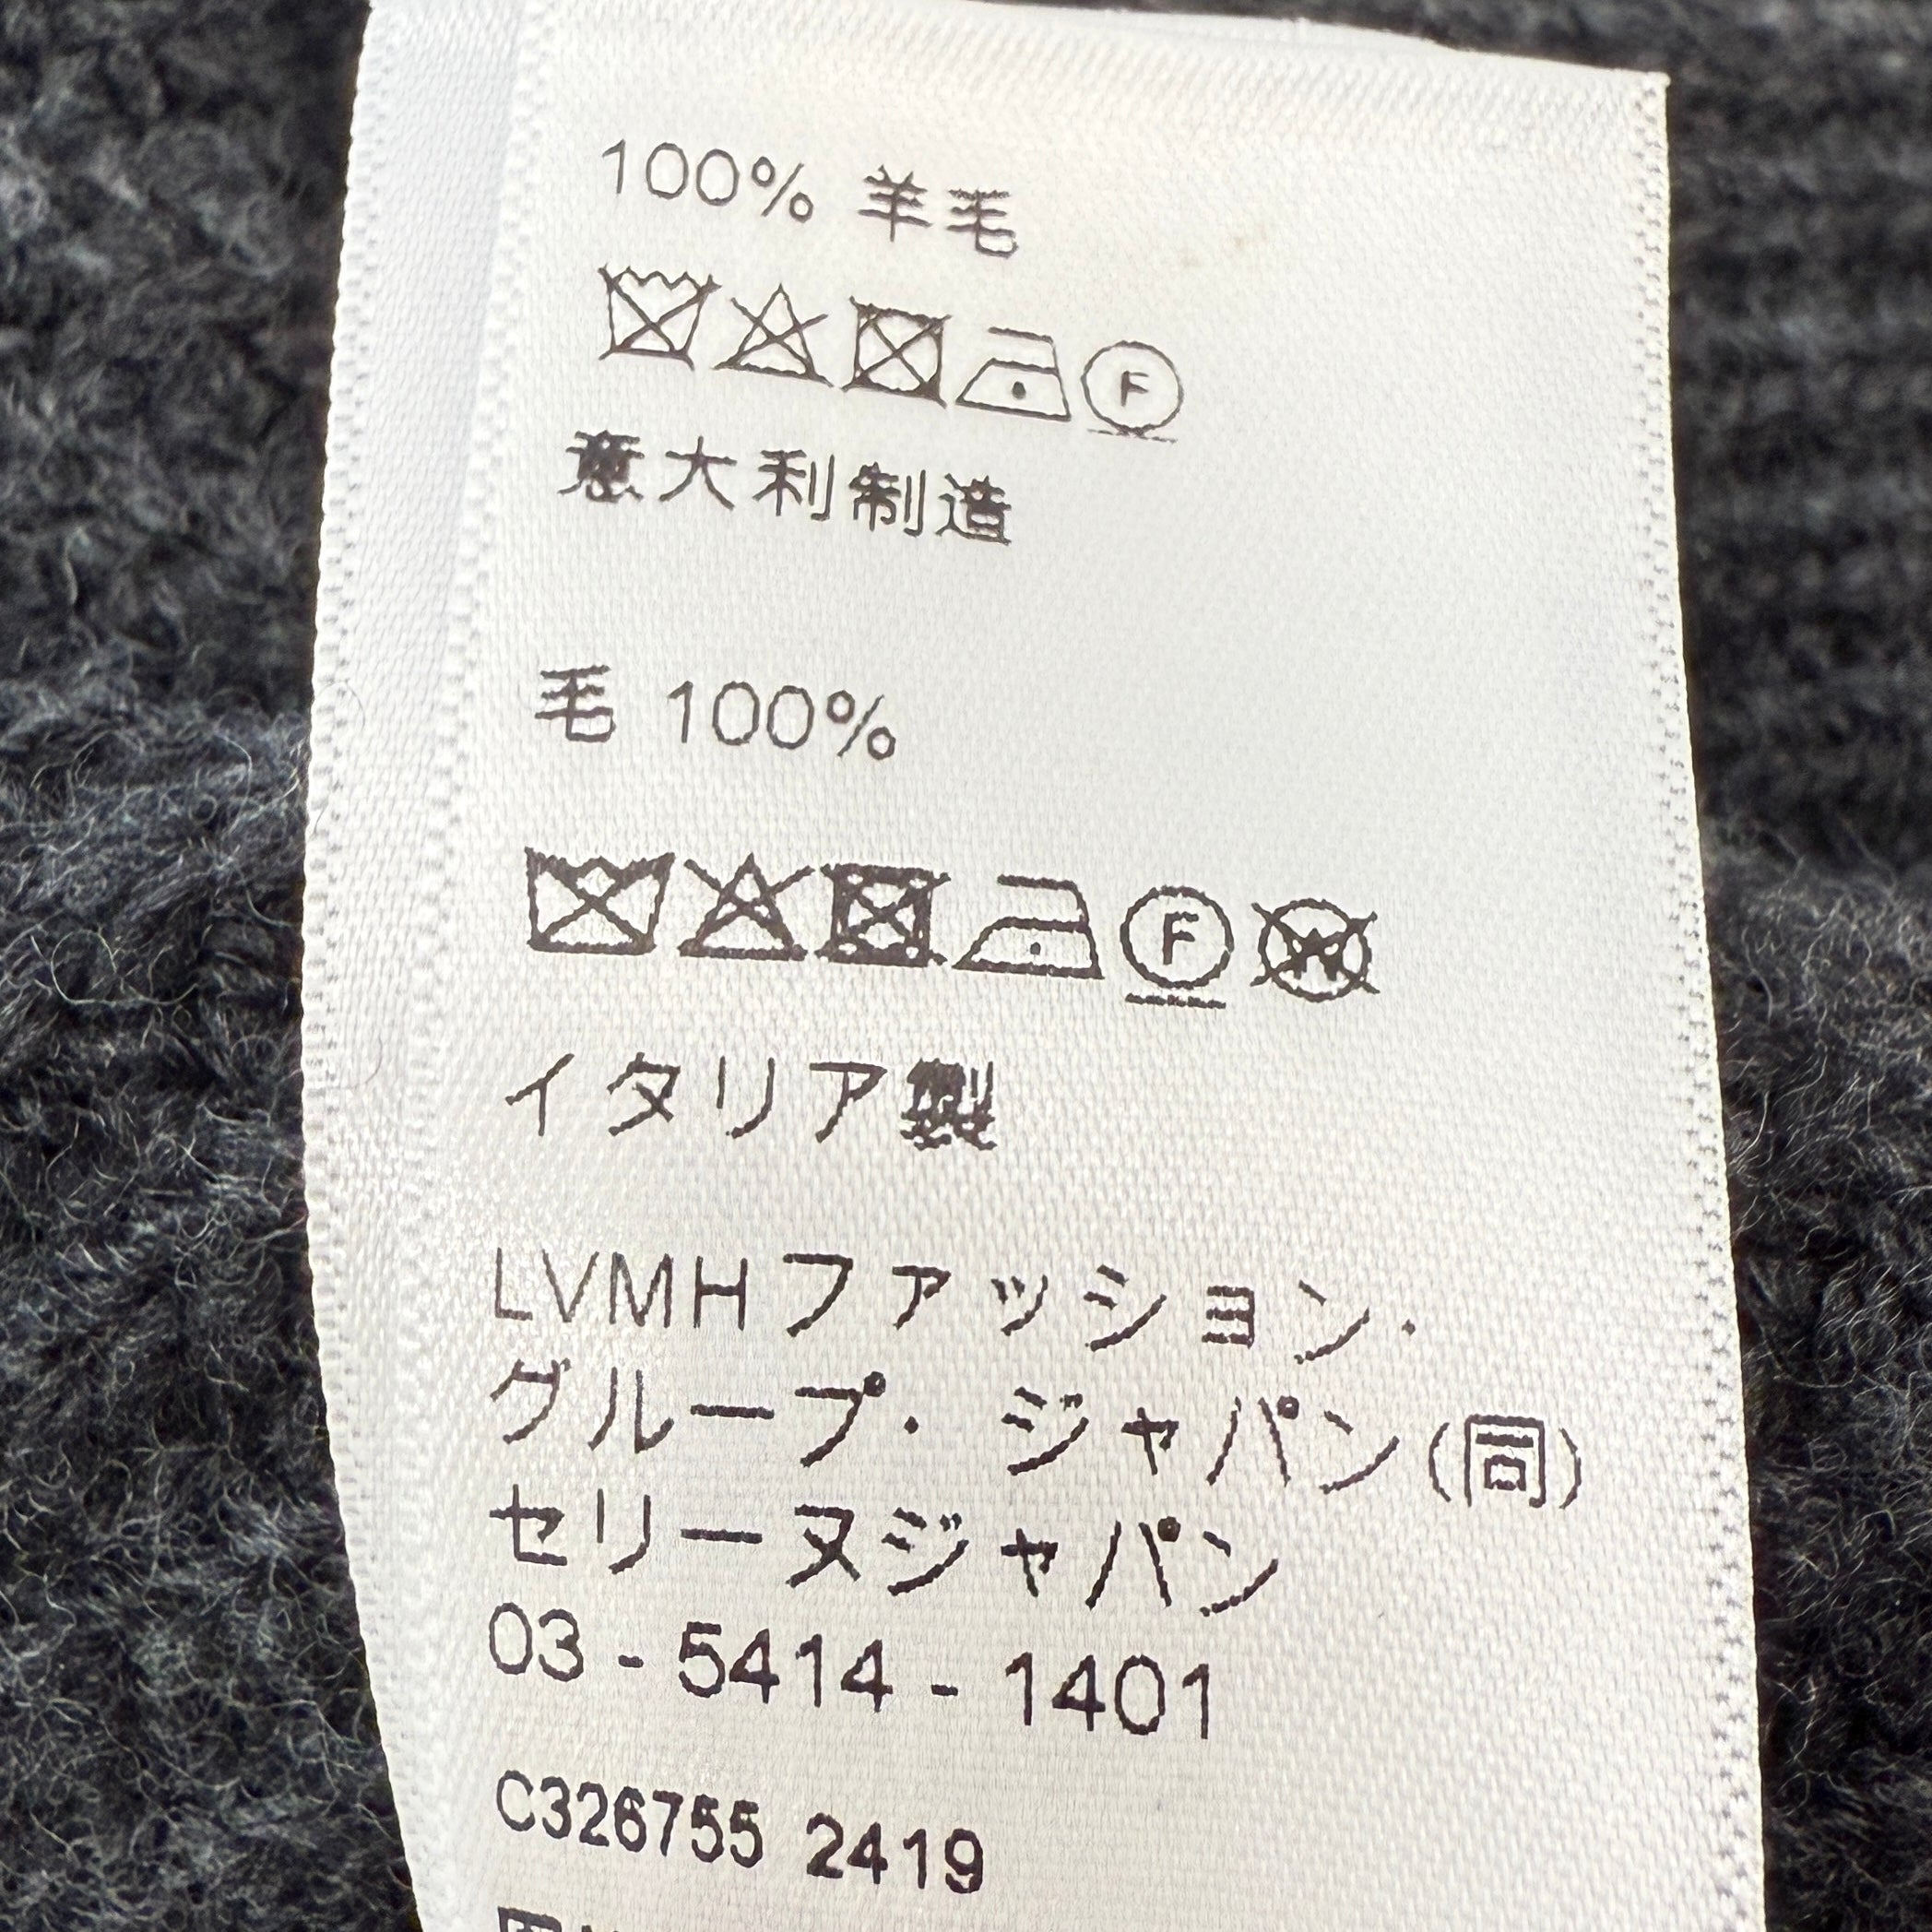 100% 羊毛
F
意大利制造
毛 100%
F W
イタリア製
LVMHファッション・
グループ・ジャパン(同)
セリーヌジャパン
03 - 5414 - 1401
C326755 2419